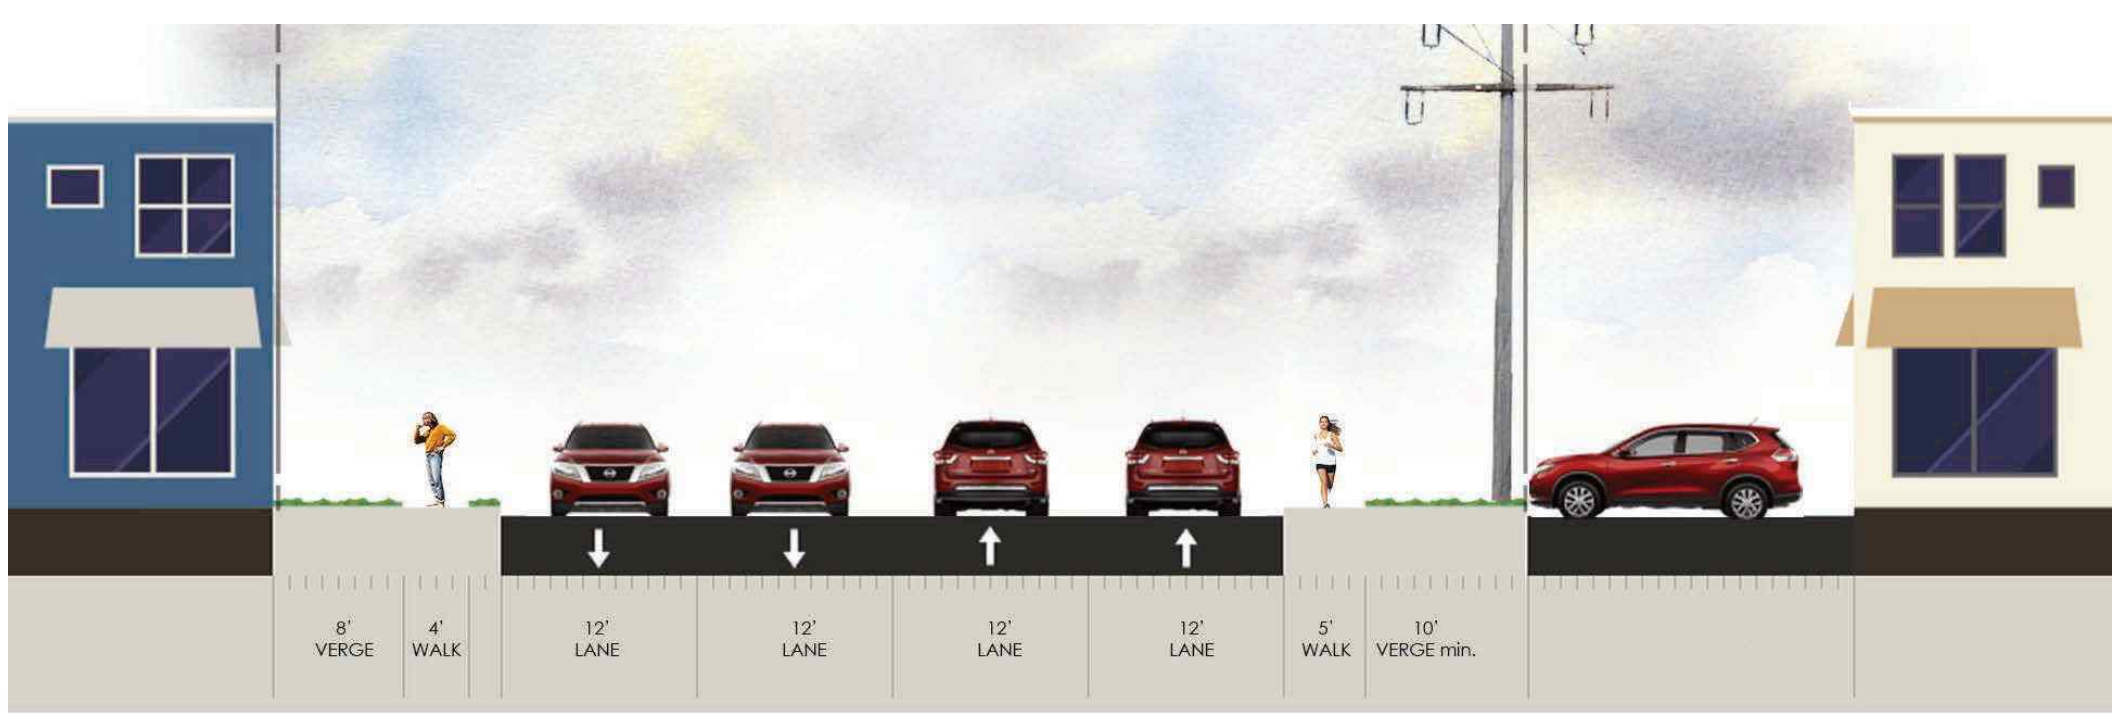 8'
VERGE
4'
WALK
12'
LANE
12'
LANE
12'
LANE
12'
LANE
5'
WALK
10'
VERGE min.